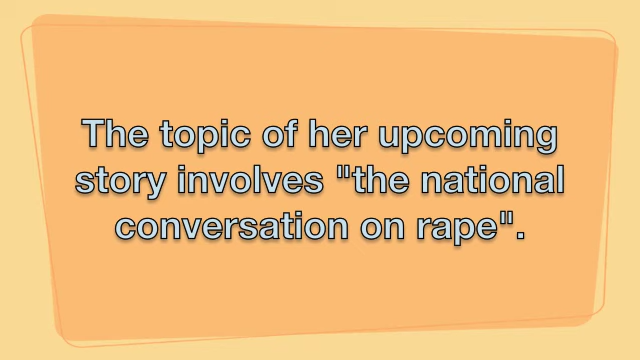 The topic of her upcoming
story involves "the national
conversation on rape".